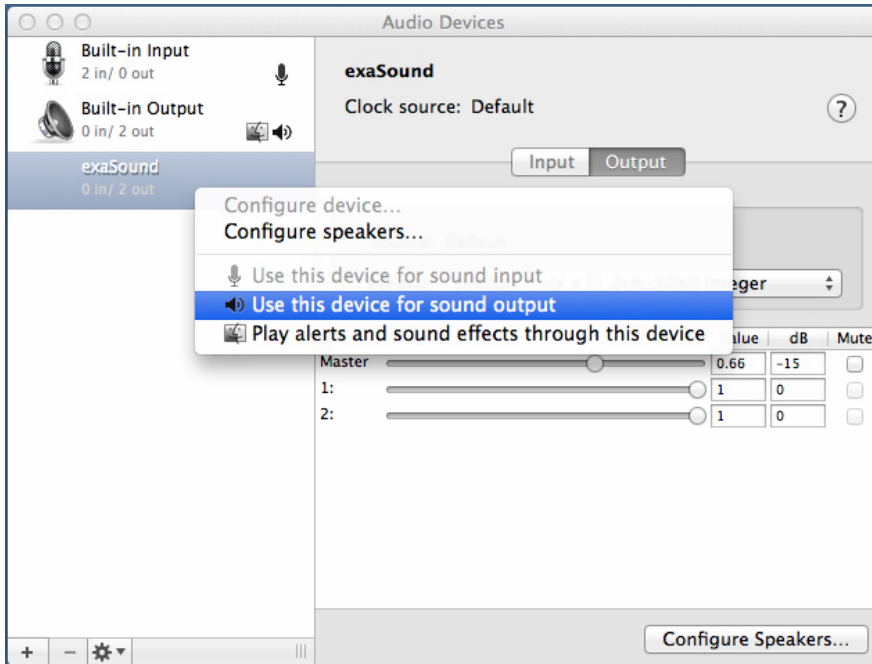 Audio Devices
Built-in Input
2 in/ 0 out
Built-in Output
0 in/ 2 out
exaSound
0 in/ 2 out
exaSound
Clock source: Default
?
Input
Output
Configure device...
Configure speakers...
Use this device for sound input
Use this device for sound output
Play alerts and sound effects through this device
dB
Mute
Master
0.66
-15
1:
1
0
2:
1
0
Configure Speakers...